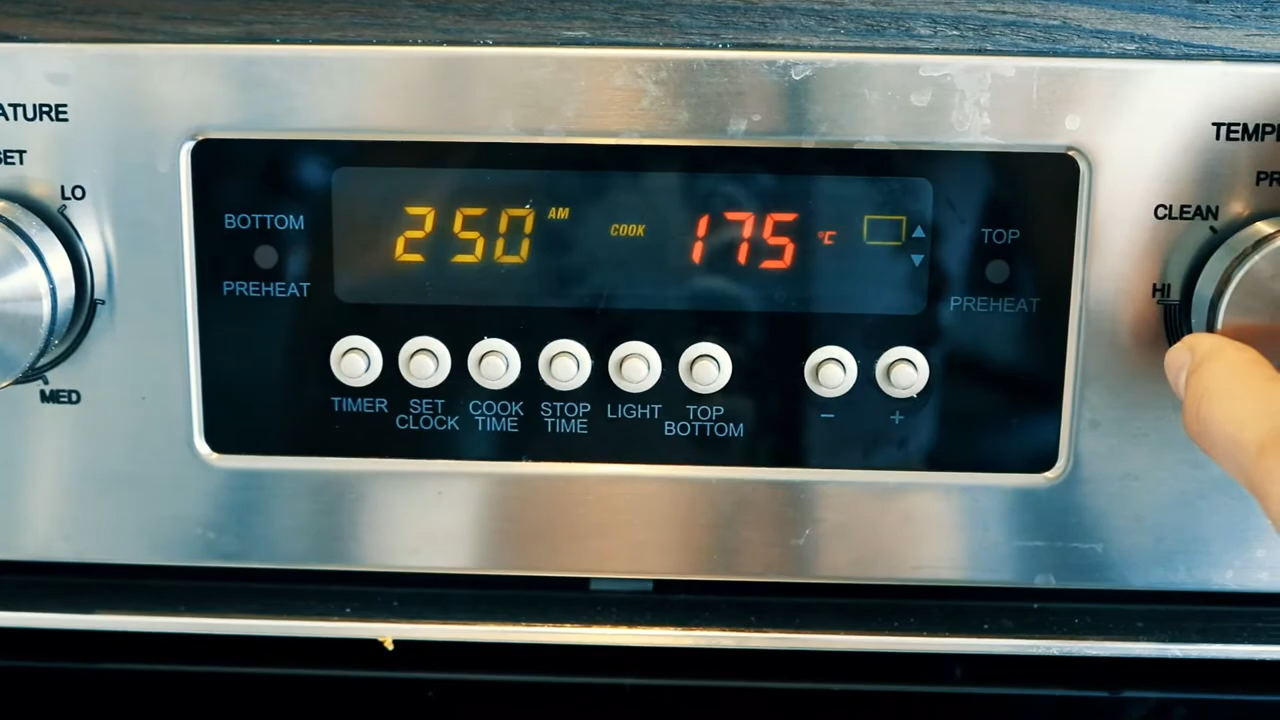 ATURE
SET
LO
MED
BOTTOM
PREHEAT
250 AM COOK 175 °C
TOP
PREHEAT
TIMER
SET
CLOCK
COOK
TIME
STOP
TIME
LIGHT
TOP
BOTTOM
−
+
TEMP
PR
CLEAN
HI